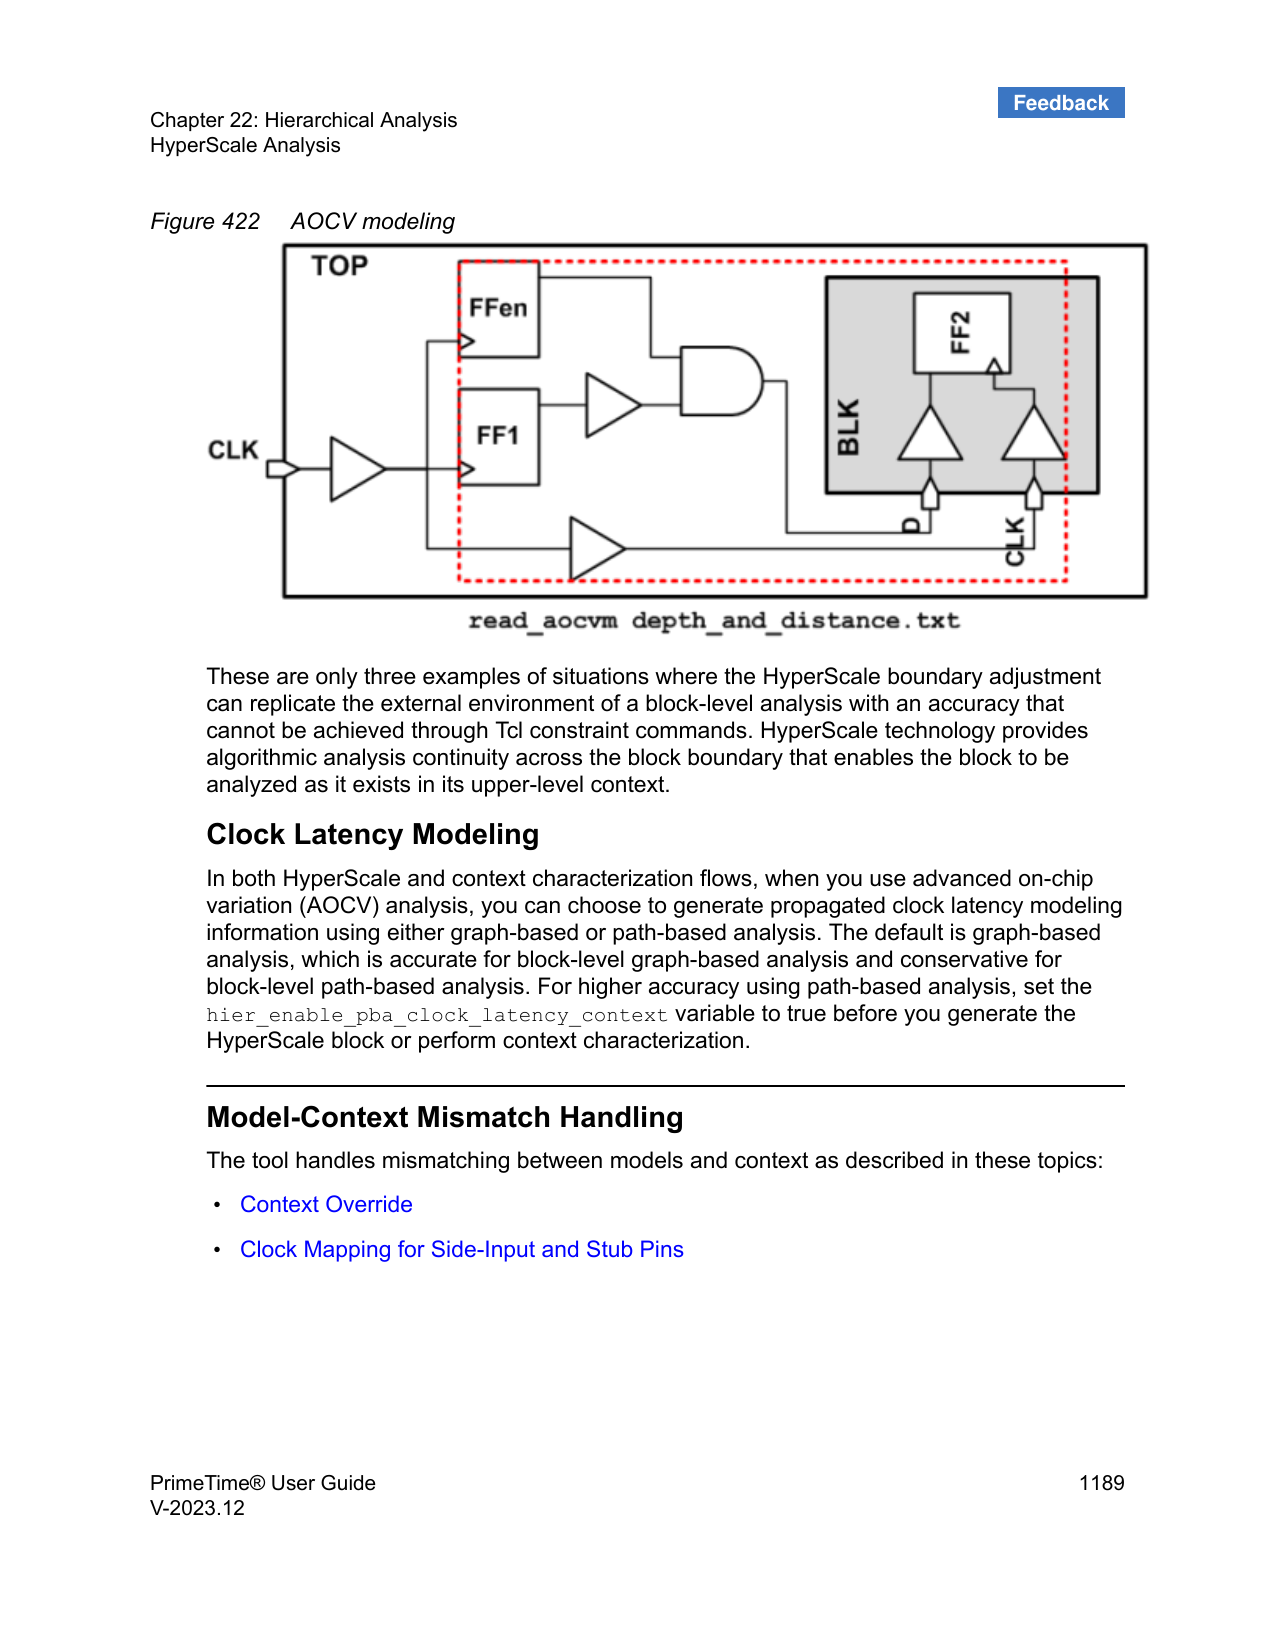 Feedback
Chapter 22: Hierarchical Analysis
HyperScale Analysis
Figure 422 AOCV modeling
TOP
FFen
FF2
BLK
FF1
CLK
D
CLK
read_aocvm depth_and_distance.txt
These are only three examples of situations where the HyperScale boundary adjustment
can replicate the external environment of a block-level analysis with an accuracy that
cannot be achieved through Tcl constraint commands. HyperScale technology provides
algorithmic analysis continuity across the block boundary that enables the block to be
analyzed as it exists in its upper-level context.
Clock Latency Modeling
In both HyperScale and context characterization flows, when you use advanced on-chip
variation (AOCV) analysis, you can choose to generate propagated clock latency modeling
information using either graph-based or path-based analysis. The default is graph-based
analysis, which is accurate for block-level graph-based analysis and conservative for
block-level path-based analysis. For higher accuracy using path-based analysis, set the
hier_enable_pba_clock_latency_context variable to true before you generate the
HyperScale block or perform context characterization.
Model-Context Mismatch Handling
The tool handles mismatching between models and context as described in these topics:
• Context Override
• Clock Mapping for Side-Input and Stub Pins
PrimeTime® User Guide 1189
V-2023.12